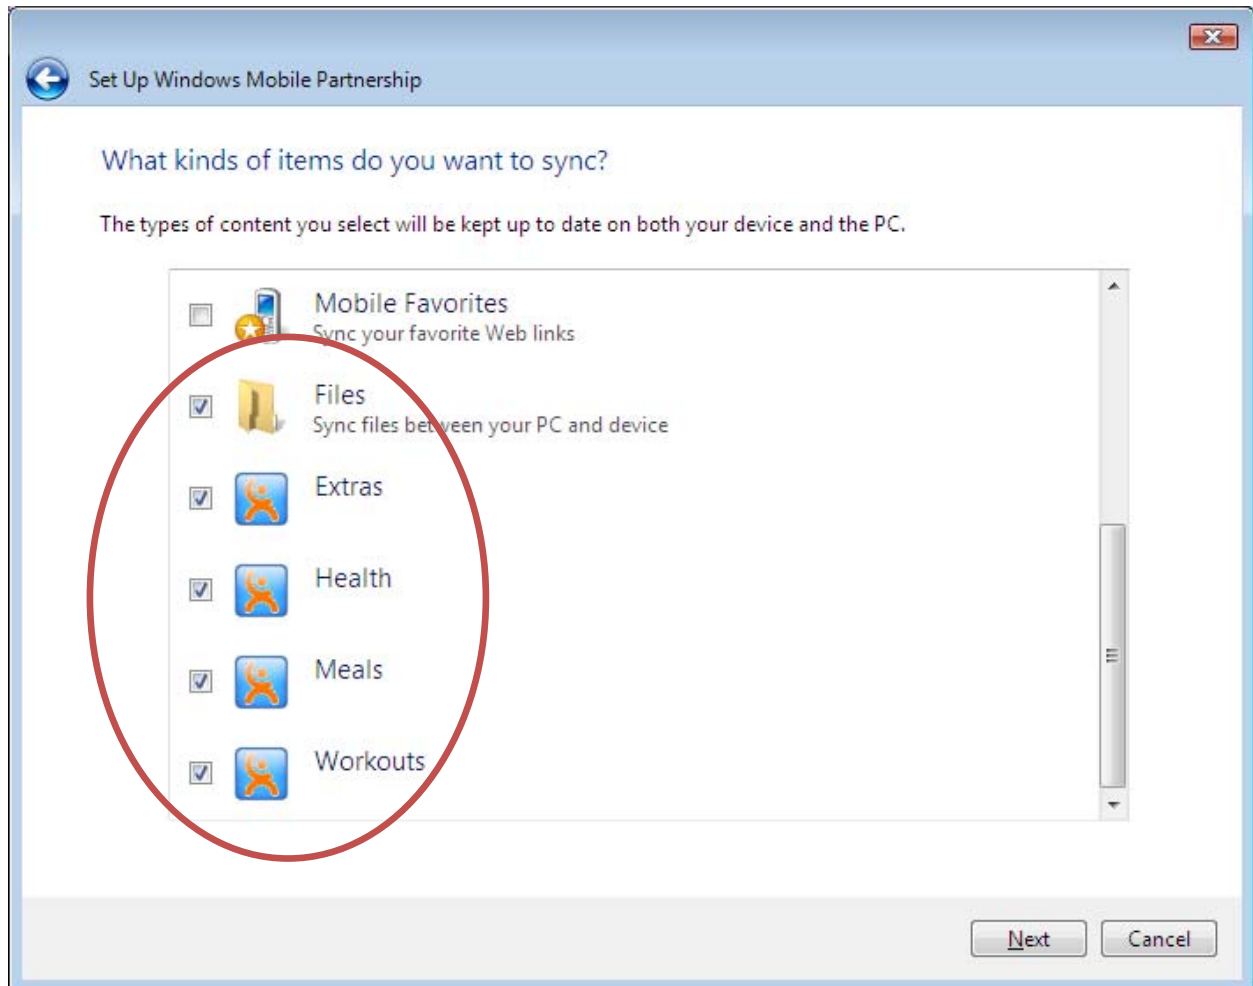 Set Up Windows Mobile Partnership
What kinds of items do you want to sync?
The types of content you select will be kept up to date on both your device and the PC.
Mobile Favorites
Sync your favorite Web links
Files
Sync files between your PC and device
Extras
Health
Meals
Workouts
Next Cancel